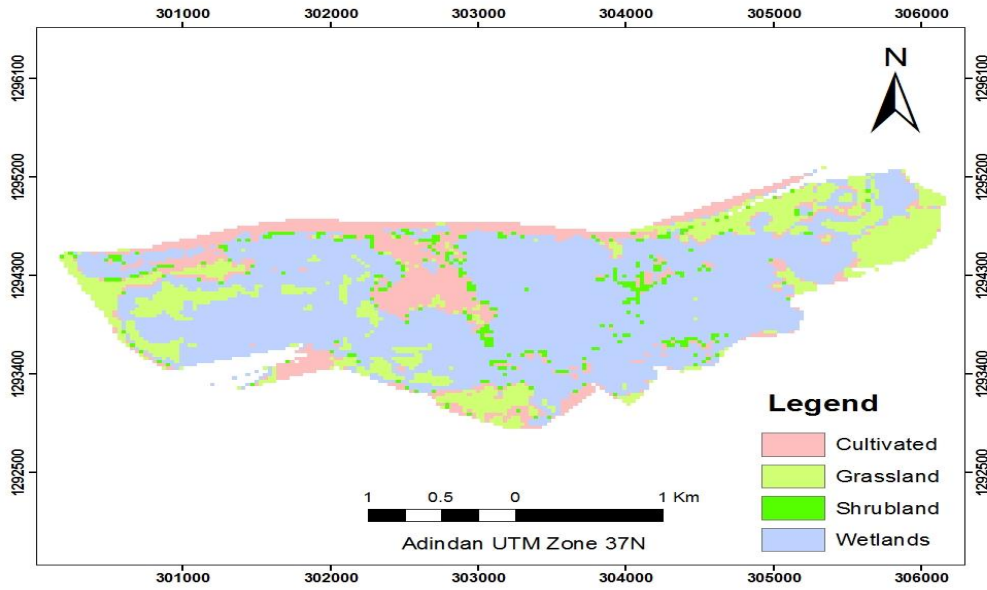 301000 302000 303000 304000 305000 306000
N
1296100 1296100
1295200 1295200
1294300 1294300
1293400 1293400
1292500 1292500
Legend
Cultivated
Grassland
Shrubland
Wetlands
1 0.5 0 1 Km
Adindan UTM Zone 37N
301000 302000 303000 304000 305000 306000